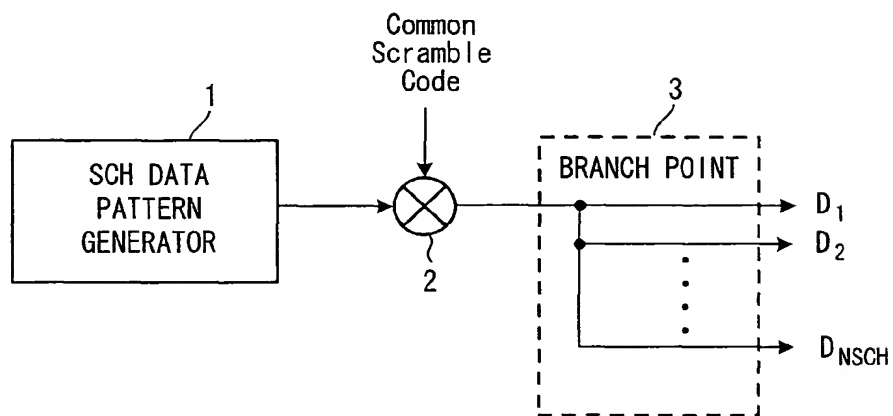 Common
Scramble
Code
1
3
SCH DATA
PATTERN
GENERATOR
BRANCH POINT
2
D1
D2
DNSCH